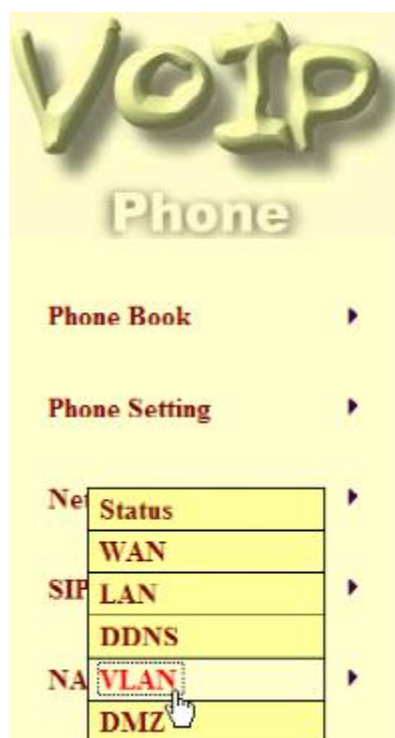 VoIP
Phone
Phone Book
Phone Setting
Net
Status
WAN
SIP
LAN
DDNS
NA
VLAN
DMZ